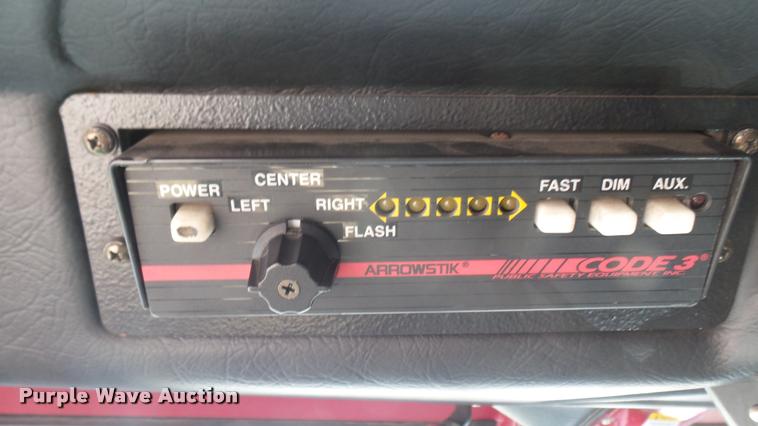 POWER
CENTER
LEFT
RIGHT
FLASH
FAST DIM AUX.
ARROWSTIK®
CODE 3®
PUBLIC SAFETY EQUIPMENT, INC.
Purple Wave Auction